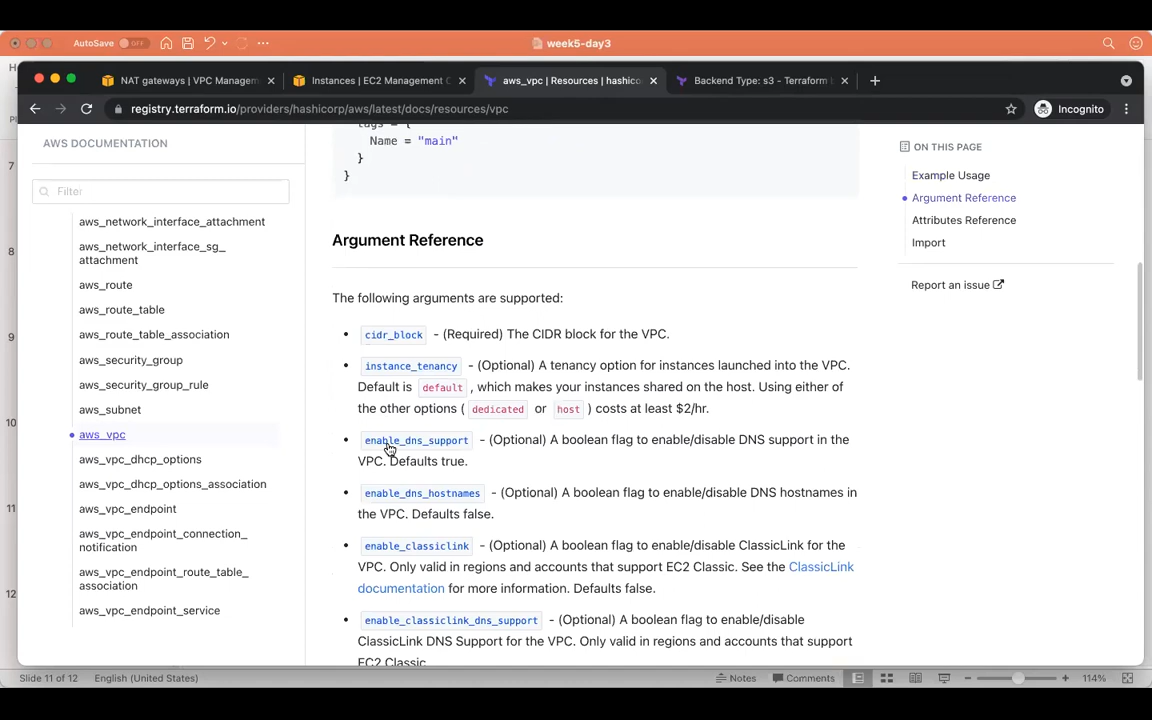 AutoSave OFF
week5-day3
NAT gateways | VPC Managem
Instances | EC2 Management C
aws_vpc | Resources | hashico
Backend Type: s3 - Terraform b
registry.terraform.io/providers/hashicorp/aws/latest/docs/resources/vpc
Incognito
AWS DOCUMENTATION
Filter
aws_network_interface_attachment
aws_network_interface_sg_
attachment
aws_route
aws_route_table
aws_route_table_association
aws_security_group
aws_security_group_rule
aws_subnet
aws_vpc
aws_vpc_dhcp_options
aws_vpc_dhcp_options_association
aws_vpc_endpoint
aws_vpc_endpoint_connection_
notification
aws_vpc_endpoint_route_table_
association
aws_vpc_endpoint_service
tags = {
Name = "main"
}
}
Argument Reference
The following arguments are supported:
• cidr_block - (Required) The CIDR block for the VPC.
• instance_tenancy - (Optional) A tenancy option for instances launched into the VPC.
Default is default , which makes your instances shared on the host. Using either of
the other options ( dedicated or host ) costs at least $2/hr.
• enable_dns_support - (Optional) A boolean flag to enable/disable DNS support in the
VPC. Defaults true.
• enable_dns_hostnames - (Optional) A boolean flag to enable/disable DNS hostnames in
the VPC. Defaults false.
• enable_classiclink - (Optional) A boolean flag to enable/disable ClassicLink for the
VPC. Only valid in regions and accounts that support EC2 Classic. See the ClassicLink
documentation for more information. Defaults false.
• enable_classiclink_dns_support - (Optional) A boolean flag to enable/disable
ClassicLink DNS Support for the VPC. Only valid in regions and accounts that support
EC2 Classic
ON THIS PAGE
Example Usage
Argument Reference
Attributes Reference
Import
Report an issue
7
8
9
10
11
12
Slide 11 of 12
English (United States)
Notes
Comments
114%